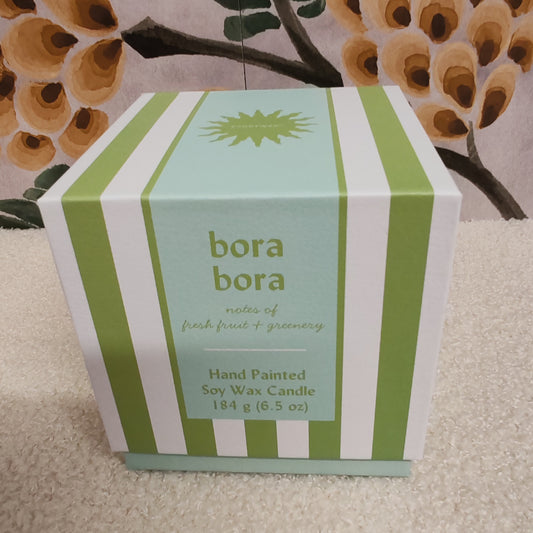 bora
bora
notes of
fresh fruit + greenery
Hand Painted
Soy Wax Candle
184 g (6.5 oz)